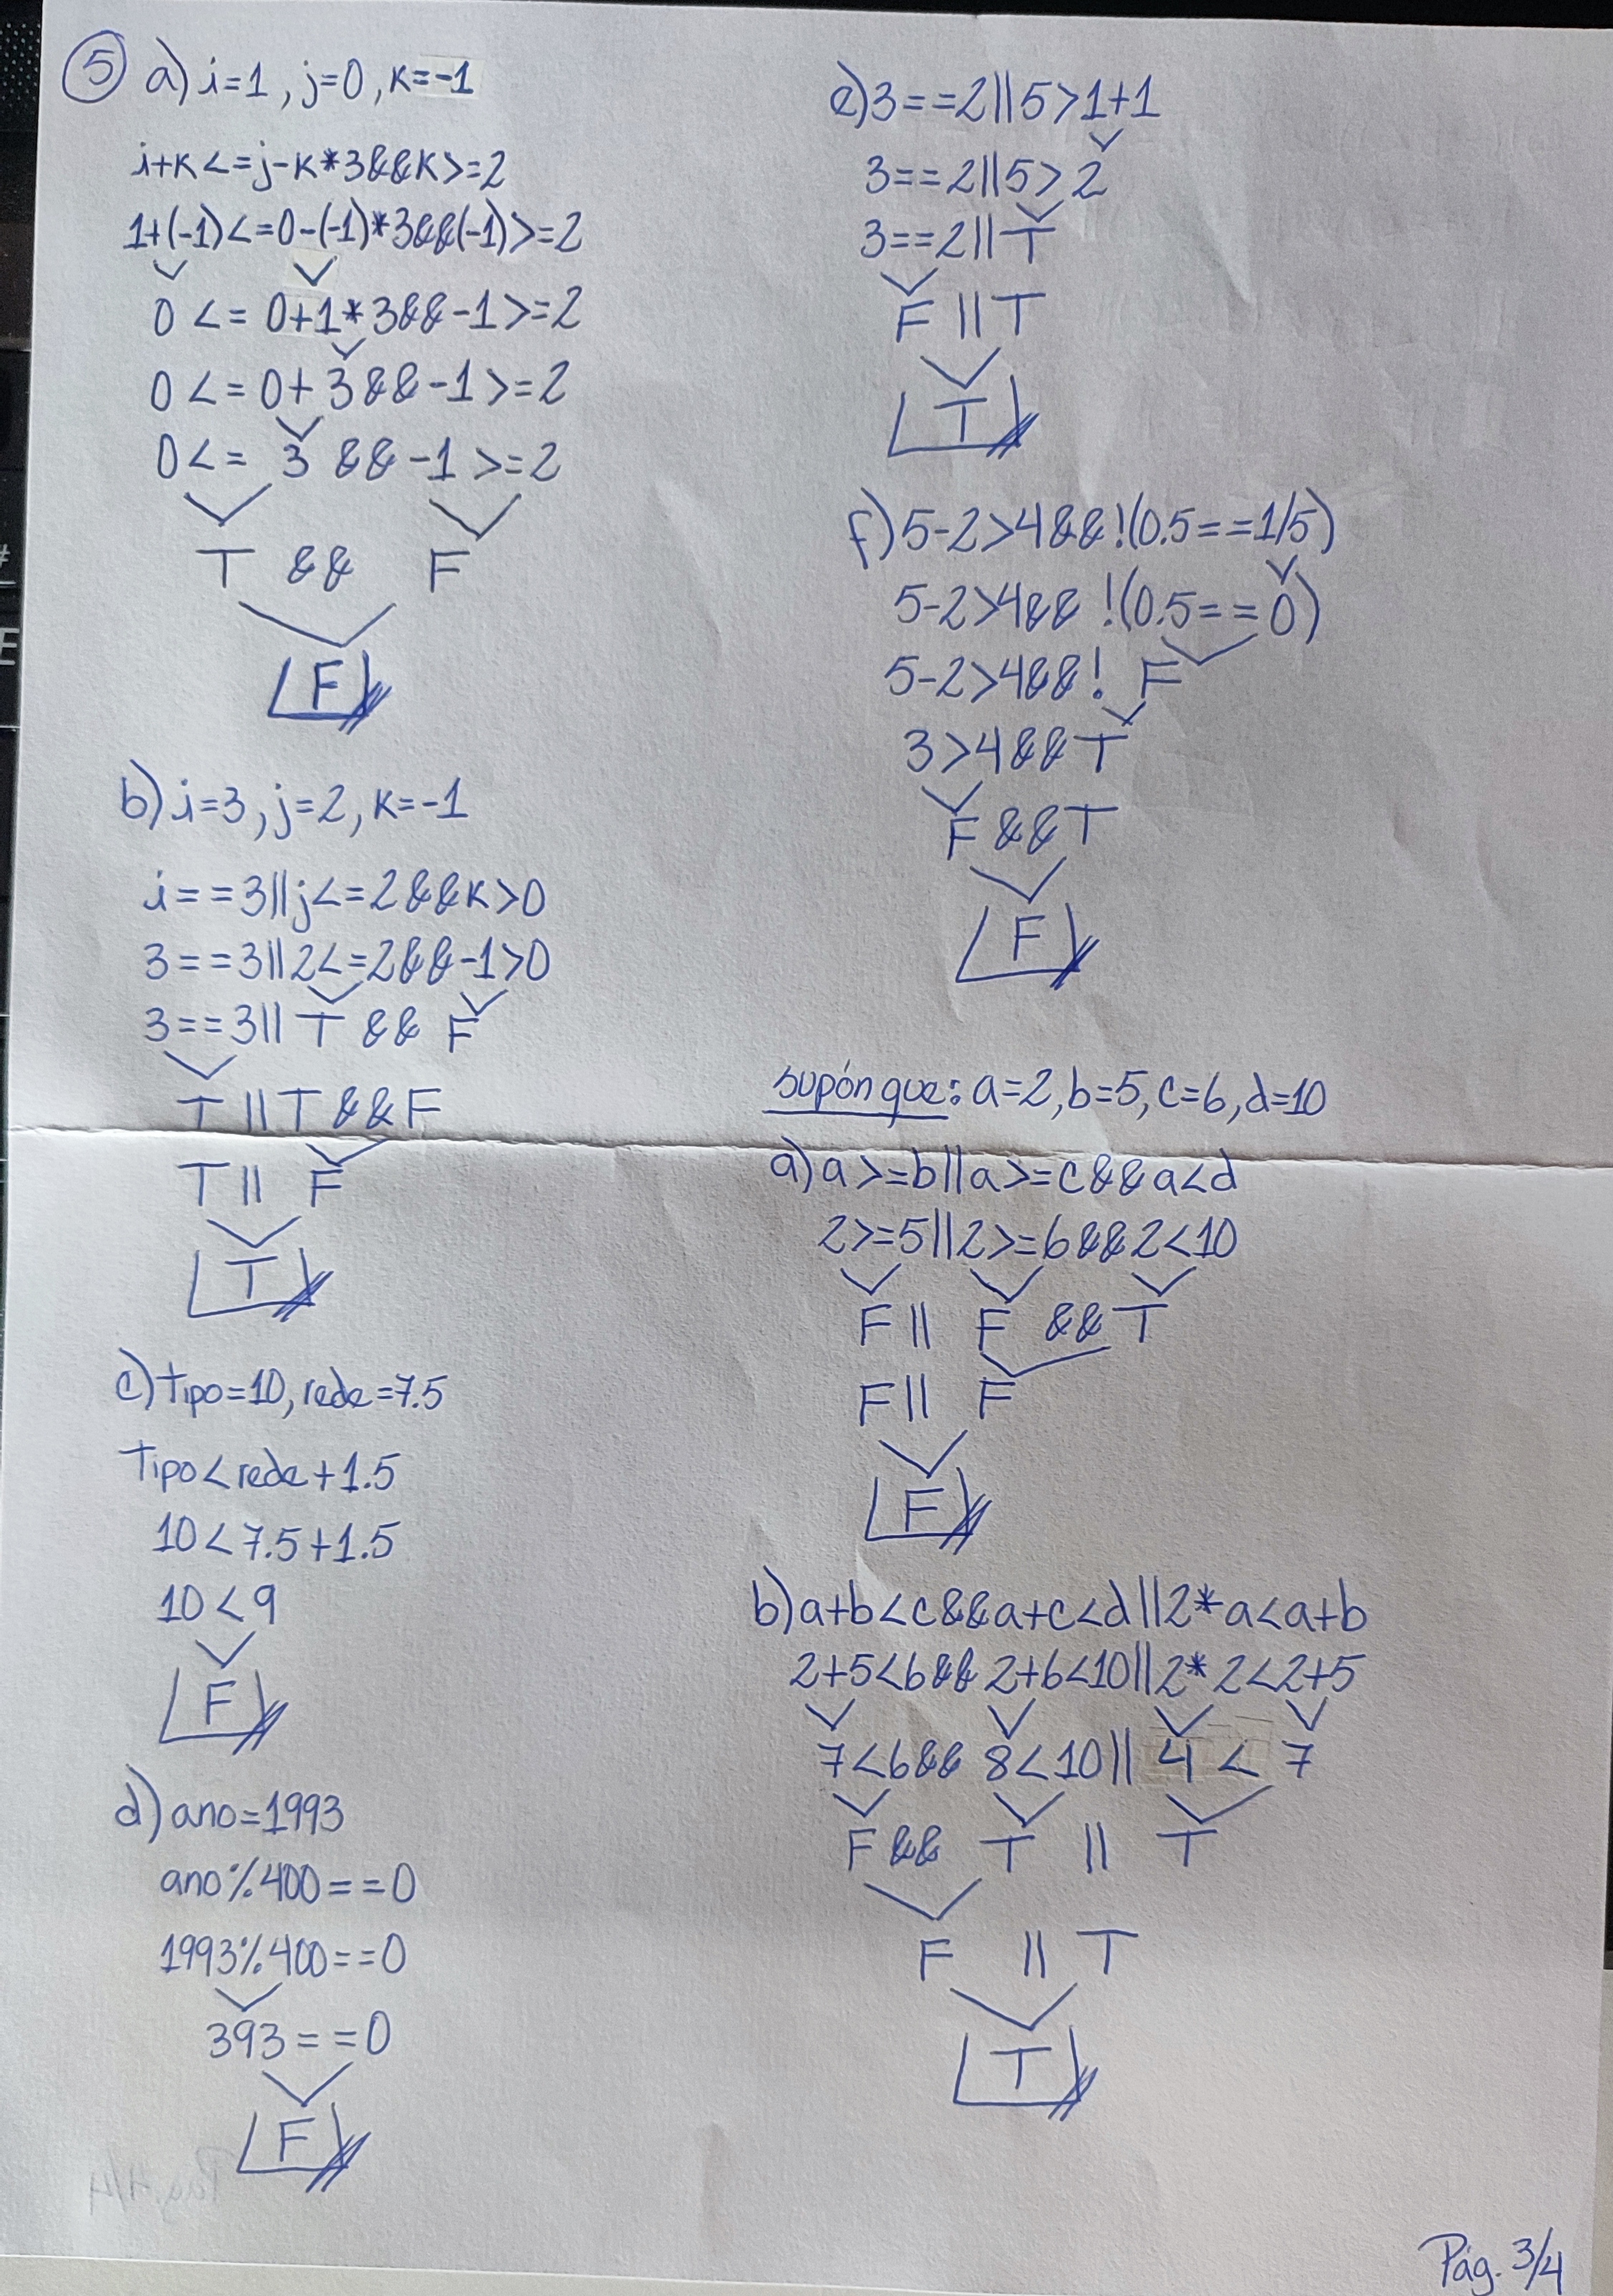 5 a) i=1, j=0, k=-1
i+k<=j-k*3&&k>=2
1+(-1)<=0-(-1)*3&&(-1)>=2
0<=0+1*3&&-1>=2
0<=0+3&&-1>=2
0<=3&&-1>=2
T && F
F
b) i=3, j=2, k=-1
i==3||j<=2&&k>0
3==3||2<=2&&-1>0
3==3||T&&F
T||T&&F
T||F
T
c) tipo=10, rede=7.5
Tipo<rede+1.5
10<7.5+1.5
10<9
F
d) ano=1993
ano%400==0
1993%400==0
393==0
F
e) 3==2||5>1+1
3==2||5>2
3==2||T
F||T
T
f) 5-2>4&&!(0.5==1/5)
5-2>4&&!(0.5==0)
5-2>4&&!F
3>4&&T
F&&T
F
supón que: a=2, b=5, c=6, d=10
a) a>=b||a>=c&&a<d
2>=5||2>=6&&2<10
F||F&&T
F||F
F
b) a+b<c&&a+c<d||2*a<a+b
2+5<6&&2+6<10||2*2<2+5
7<6&&8<10||4<7
F&&T||T
F||T
T
Pág. 4/4
Pág. 3/4